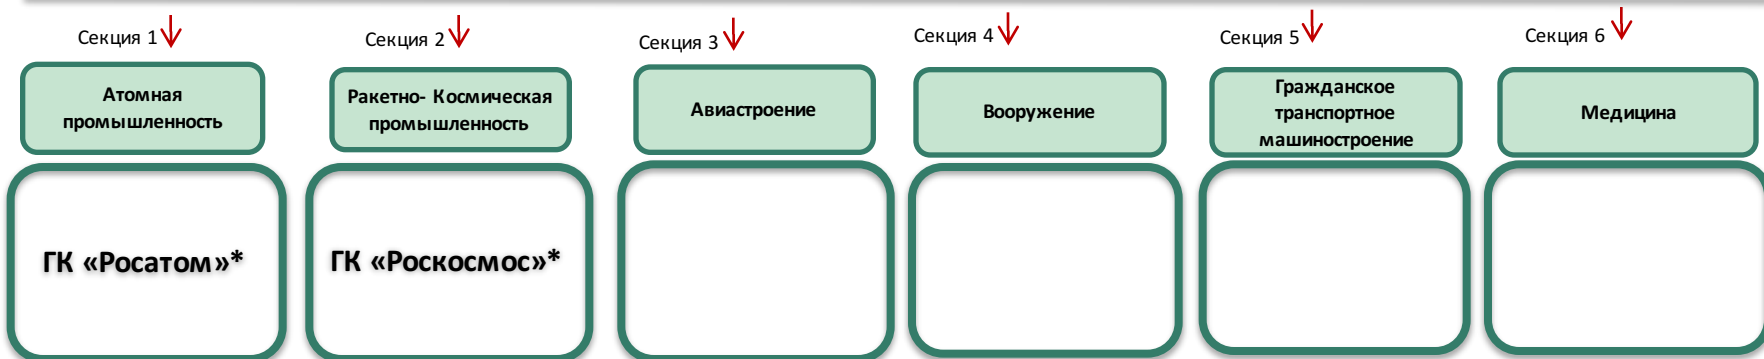 Секция 1
Секция 2
Секция 3
Секция 4
Секция 5
Секция 6
Атомная
промышленность
Ракетно- Космическая
промышленность
Авиастроение
Вооружение
Гражданское
транспортное
машиностроение
Медицина
ГК «Росатом»*
ГК «Роскосмос»*